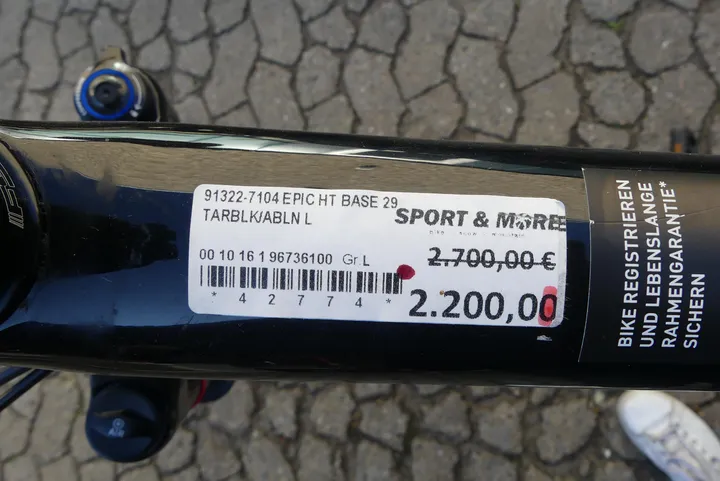 91322-7104 EPIC HT BASE 29
TARBLK/ABLN L
SPORT & MORE
00 10 16 1 96736100 Gr. L
2.700,00 €
* 4 2 7 7 4 *
2.200,00
BIKE REGISTRIEREN
UND LEBENSLANGE
RAHMENGARANTIE*
SICHERN